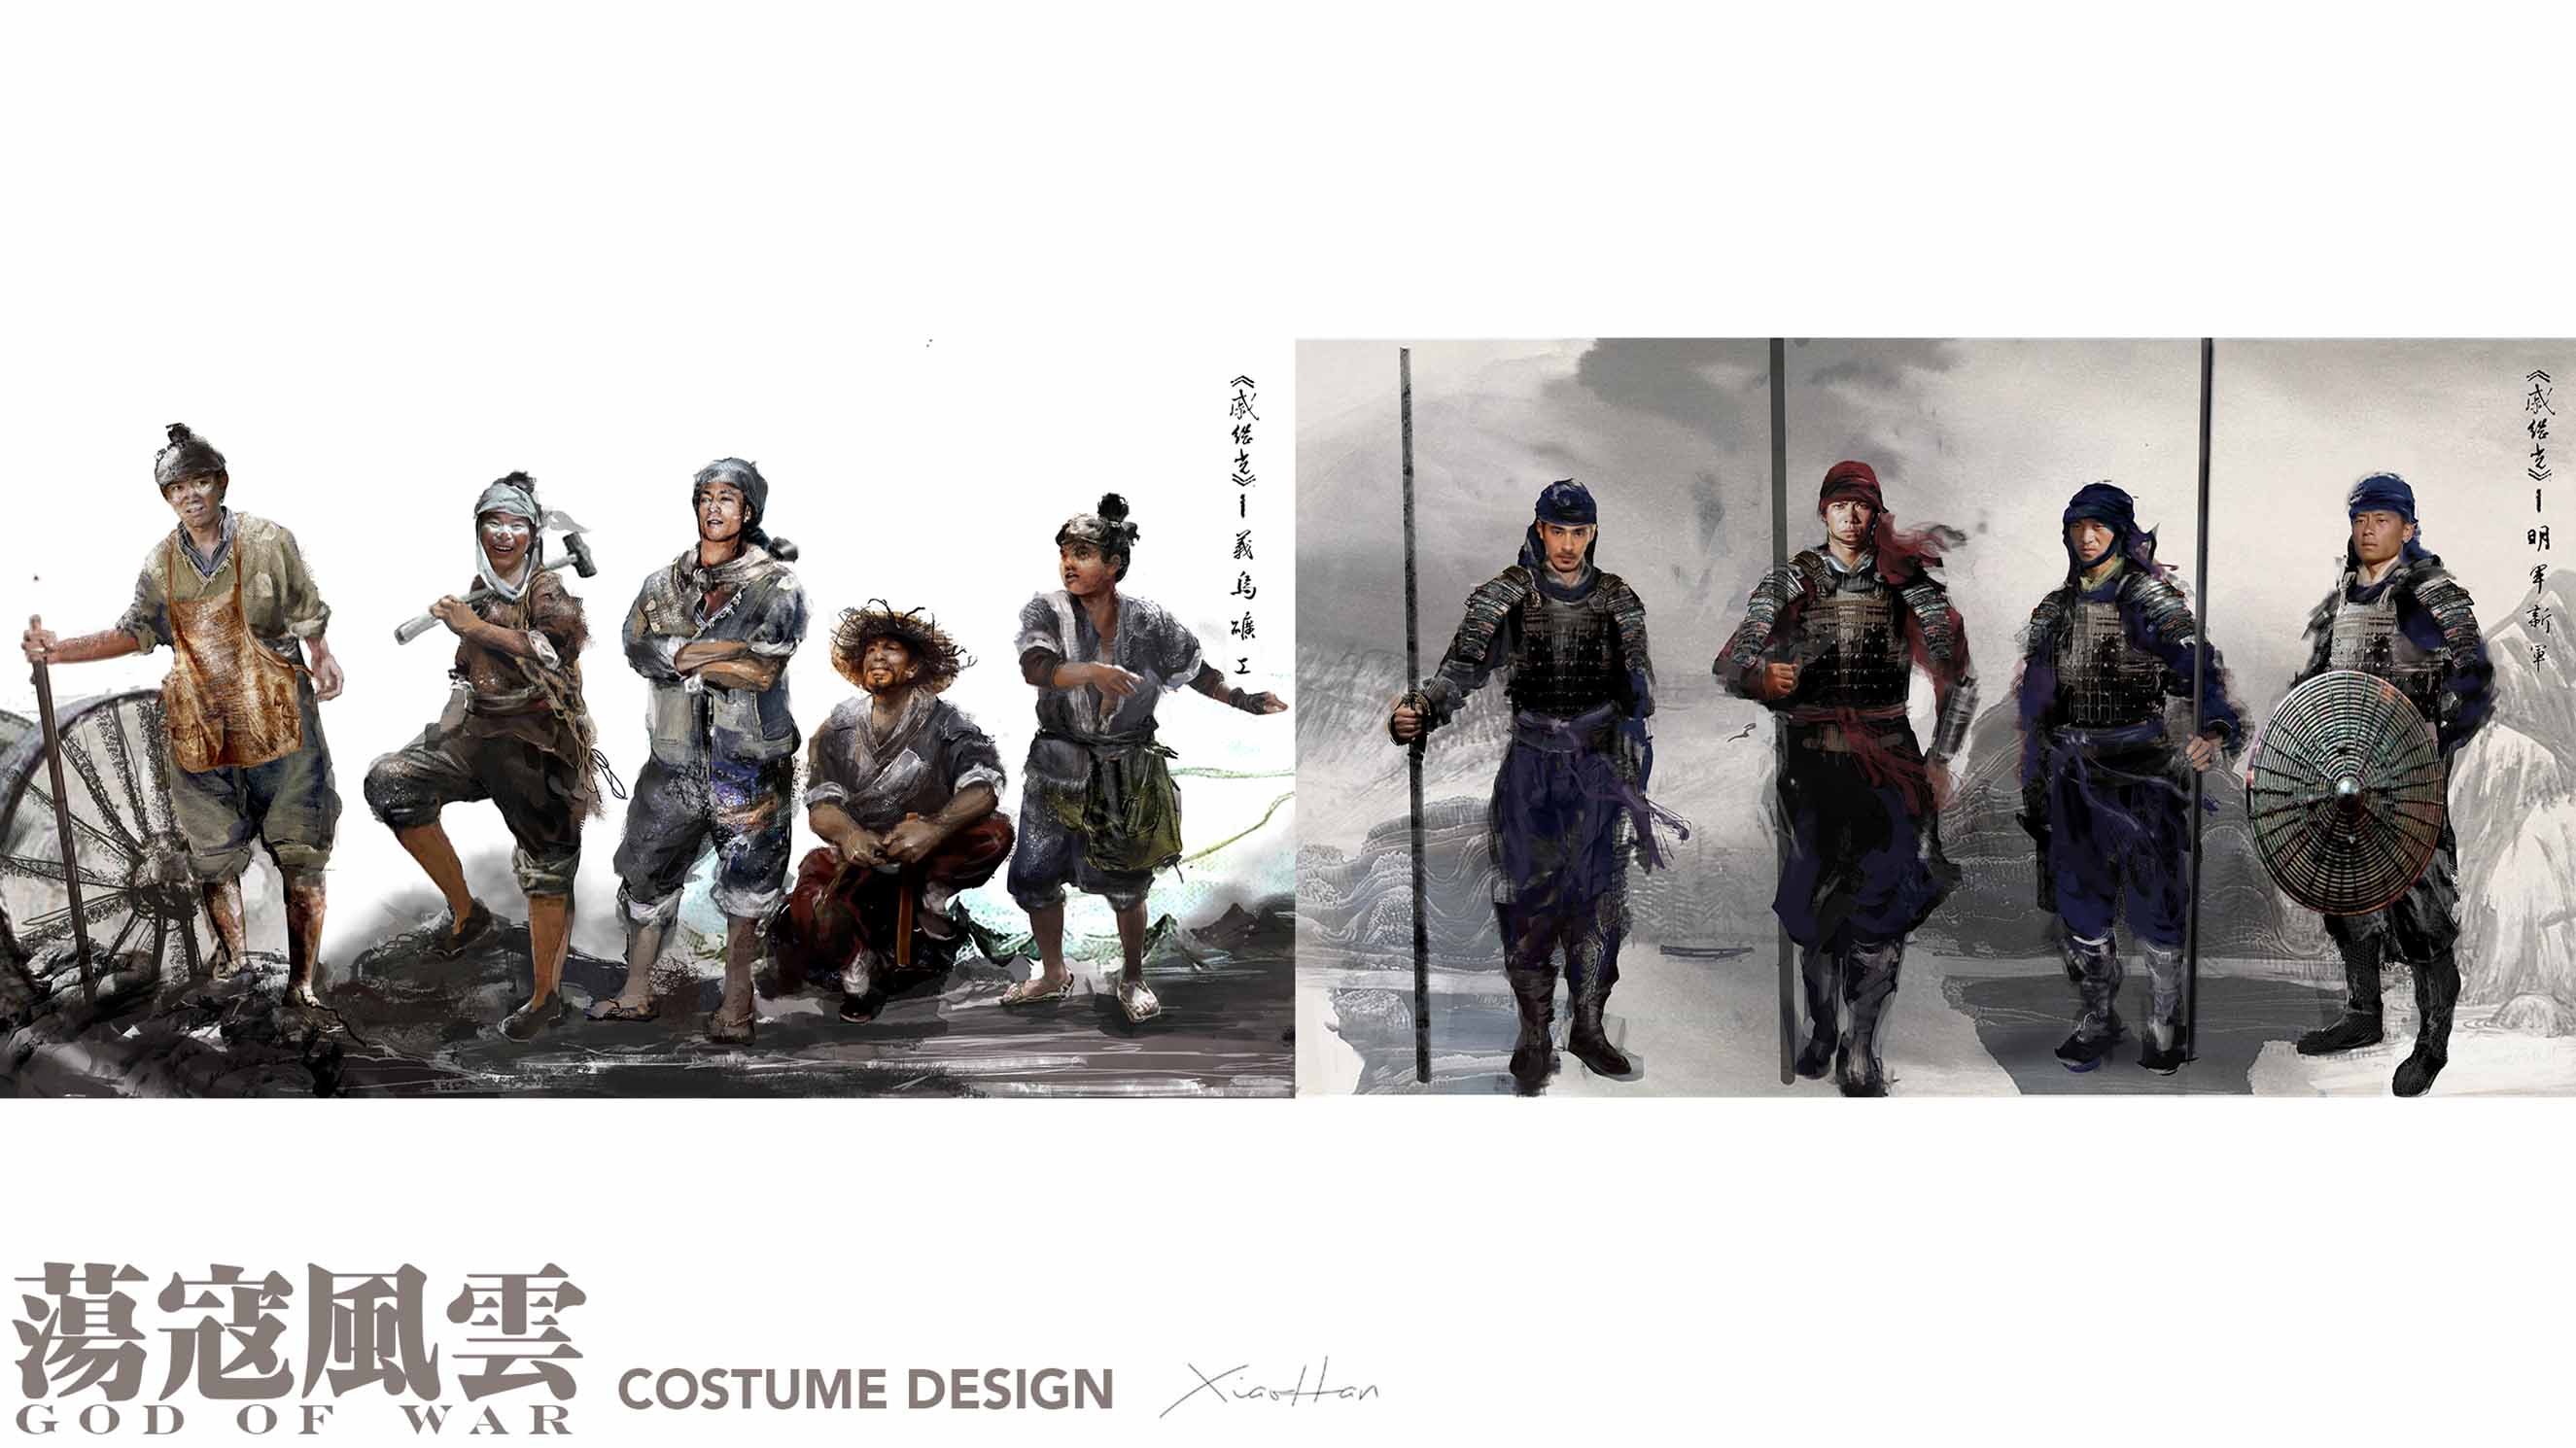 《戚继光》—義烏礦工
《戚继光》—明军新軍
蕩寇風雲
GOD OF WAR
COSTUME DESIGN
XiaoHan